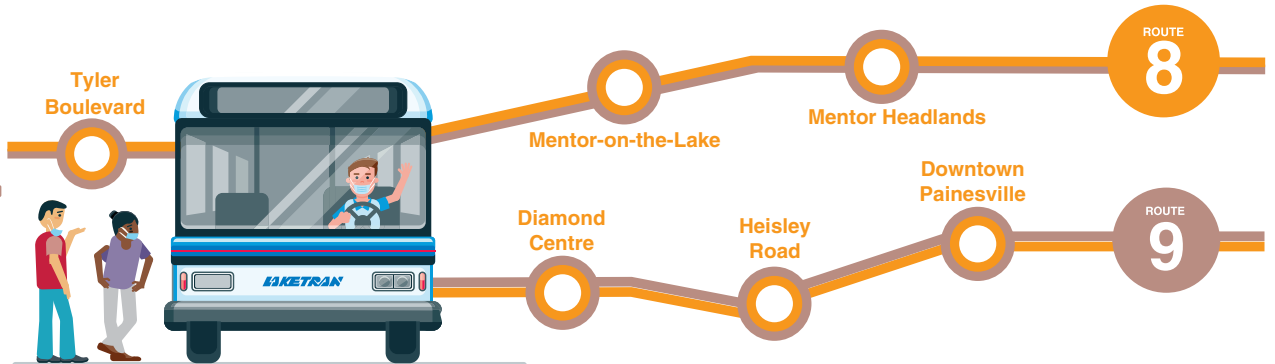 Tyler
Boulevard
Mentor-on-the-Lake
Mentor Headlands
ROUTE
8
LAKETRAN
Diamond
Centre
Heisley
Road
Downtown
Painesville
ROUTE
9